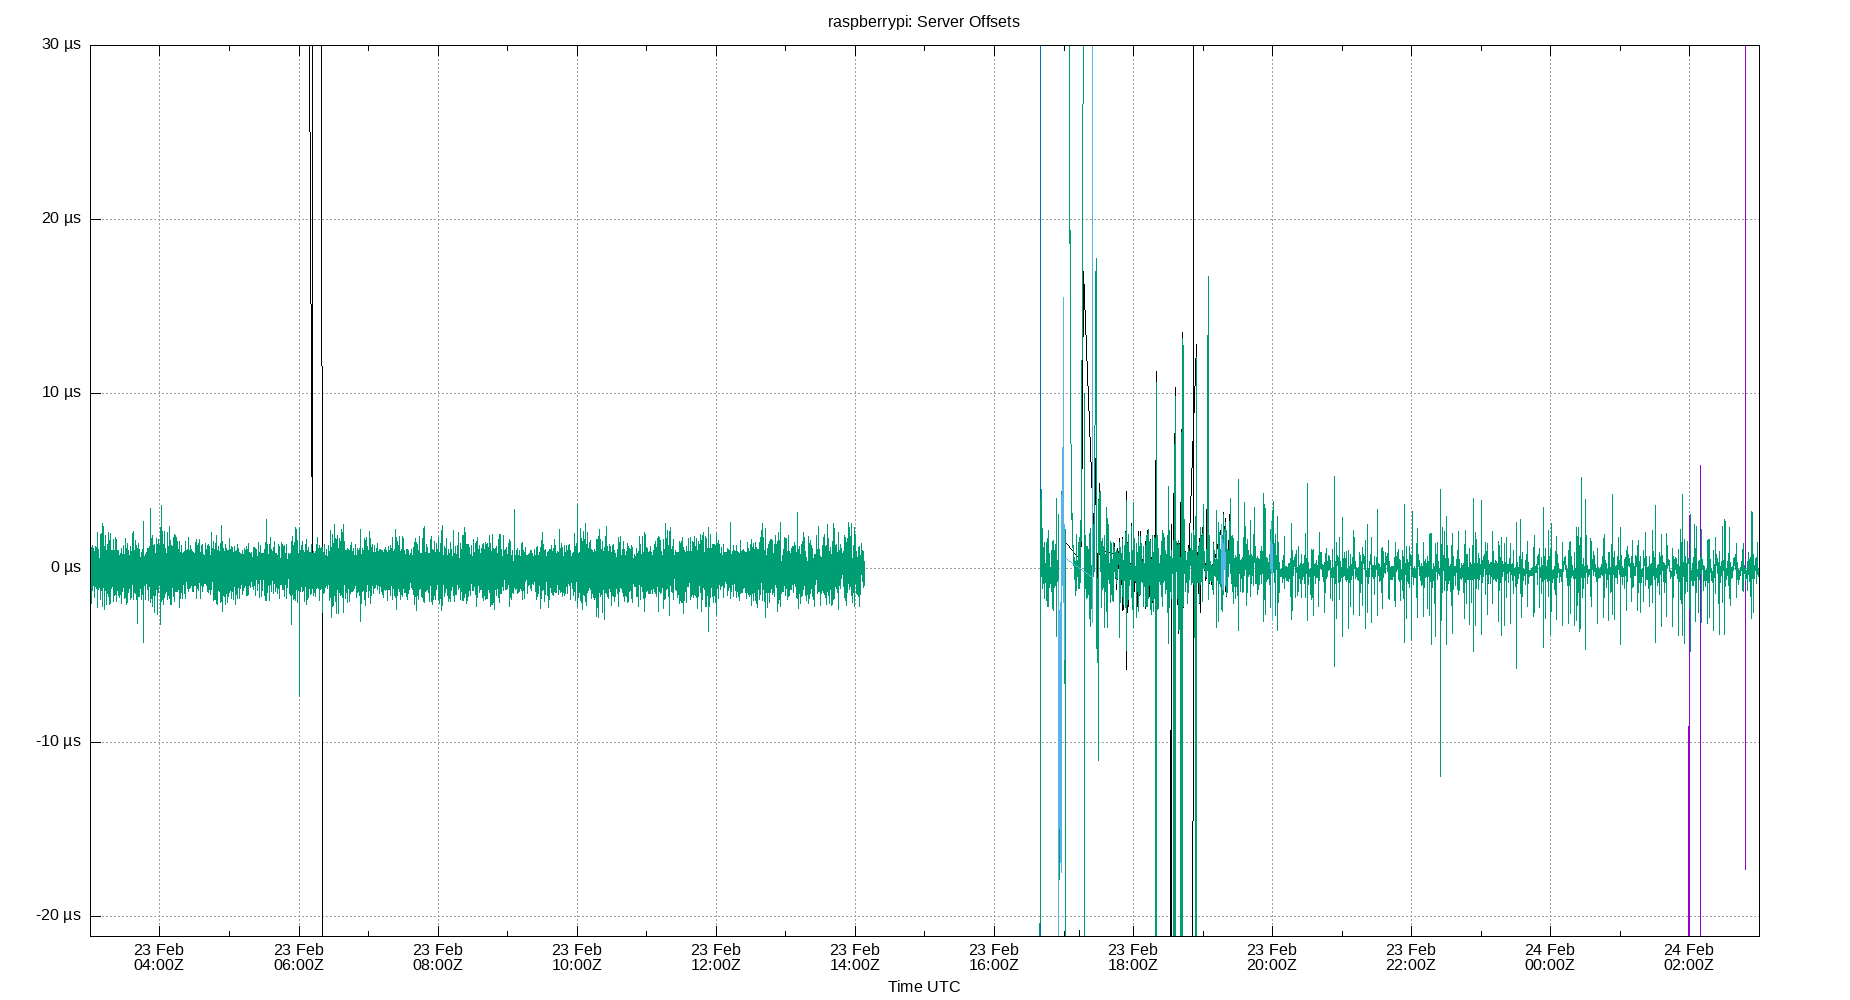 raspberrypi: Server Offsets
30 µs
20 µs
10 µs
0 µs
-10 µs
-20 µs
23 Feb 23 Feb 23 Feb 23 Feb 23 Feb 23 Feb 23 Feb 23 Feb 23 Feb 23 Feb 24 Feb 24 Feb
04:00Z 06:00Z 08:00Z 10:00Z 12:00Z 14:00Z 16:00Z 18:00Z 20:00Z 22:00Z 00:00Z 02:00Z
Time UTC